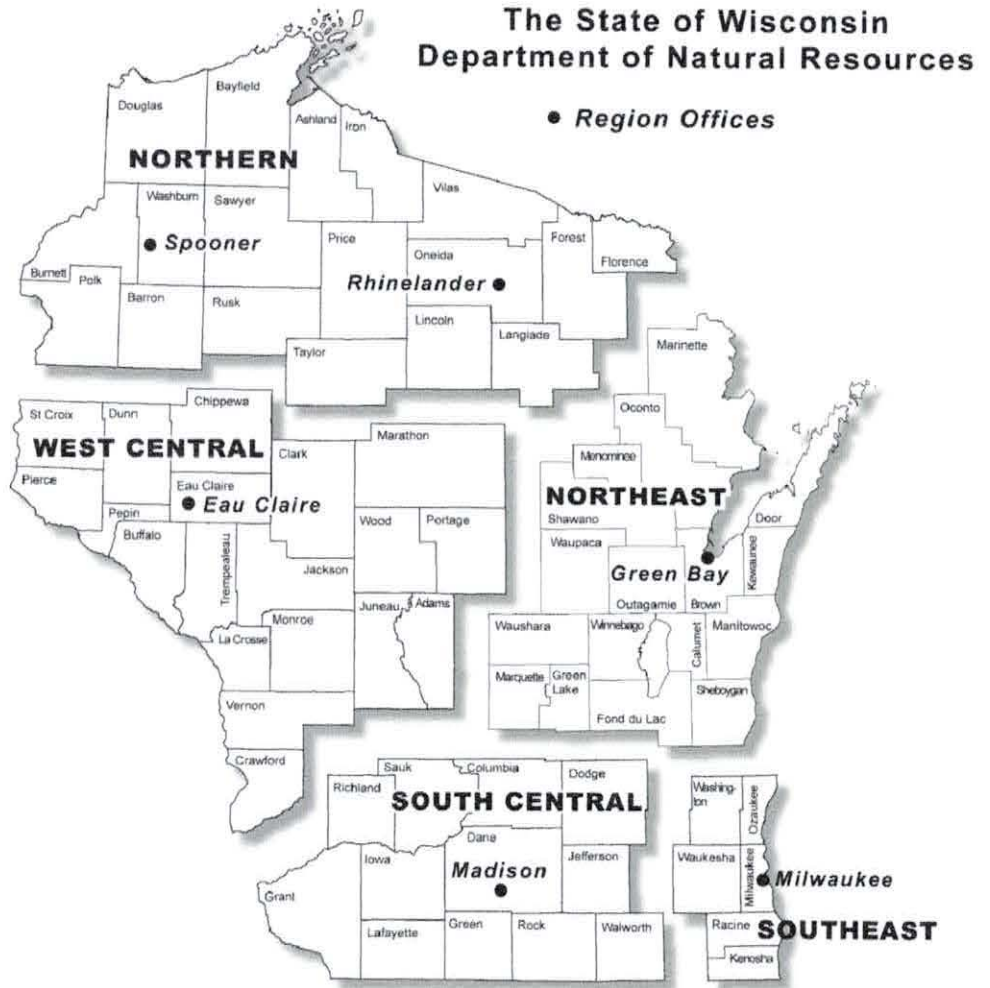 The State of Wisconsin
Department of Natural Resources
Region Offices
Bayfield
Douglas
Ashland
Iron
NORTHERN
Vilas
Washburn
Sawyer
Price
Forest
Spooner
Oneida
Florence
Burnett
Polk
Rhinelander
Barron
Rusk
Lincoln
Langlade
Taylor
Marinette
Chippewa
St Croix
Dunn
Oconto
Marathon
WEST CENTRAL
Clark
Menominee
Pierce
Eau Claire
NORTHEAST
Eau Claire
Pepin
Wood
Portage
Shawano
Door
Buffalo
Waupaca
Trempealeau
Kewaunee
Jackson
Green Bay
Juneau
Adams
Outagamie
Brown
Monroe
La Crosse
Waushara
Winnebago
Calumet
Manitowoc
Marquette
Green
Lake
Sheboygan
Vernon
Fond du Lac
Crawford
Sauk
Columbia
Dodge
Richland
SOUTH CENTRAL
Washing-
ton
Ozaukee
Dane
Iowa
Jefferson
Waukesha
Milwaukee
Madison
Milwaukee
Grant
Lafayette
Green
Rock
Walworth
Racine
SOUTHEAST
Kenosha